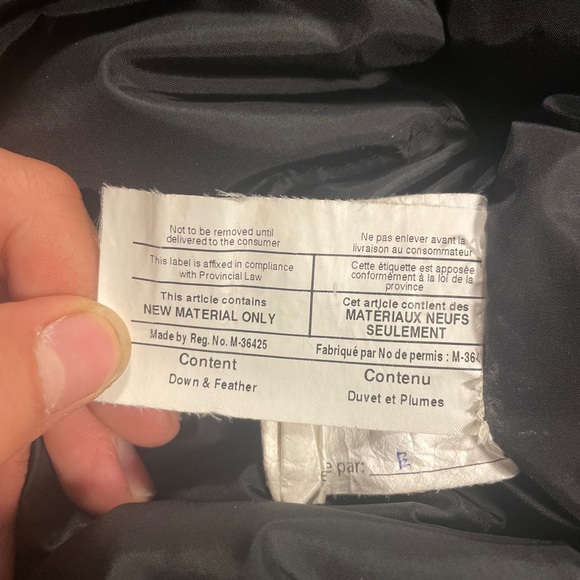 Not to be removed until
delivered to the consumer
Ne pas enlever avant la
livraison au consommateur
This label is affixed in compliance
with Provincial Law
Cette étiquette est apposée
conformément à la loi de la
province
This article contains
NEW MATERIAL ONLY
Cet article contient des
MATÉRIAUX NEUFS
SEULEMENT
Made by Reg. No. M-36425
Fabriqué par No de permis : M-364
Content
Down & Feather
Contenu
Duvet et Plumes
par: